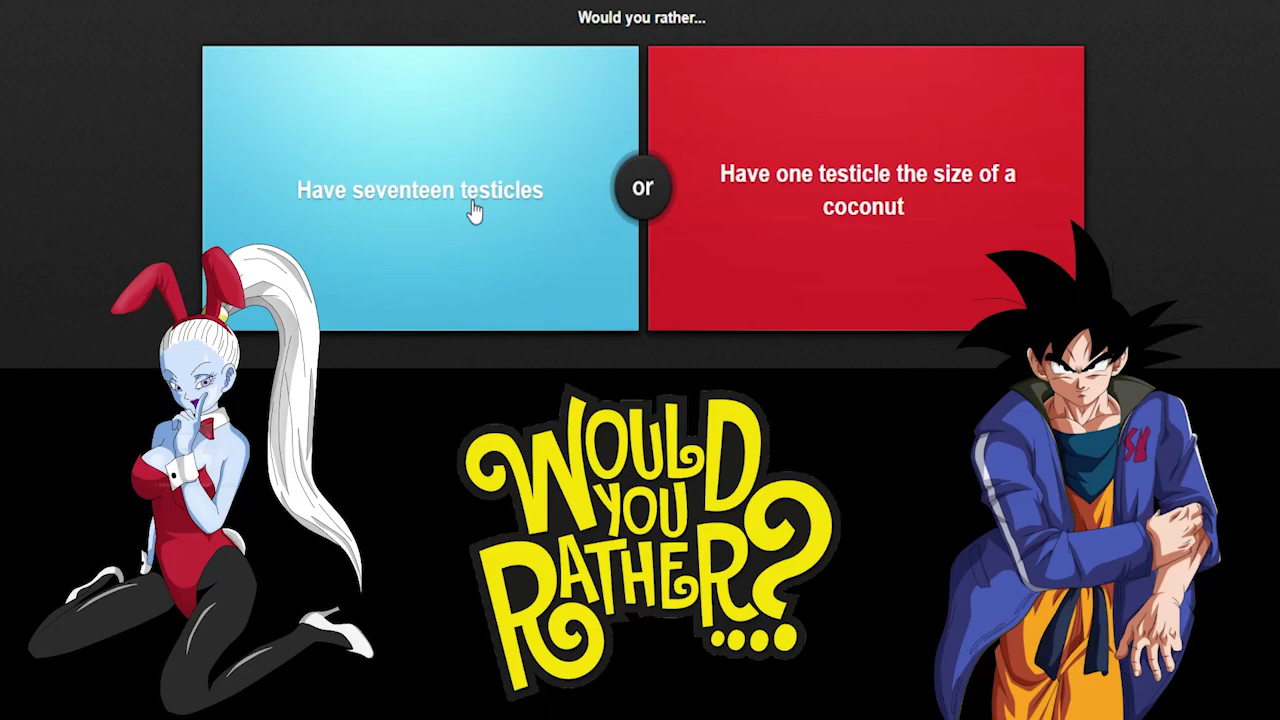 Would you rather...
Have seventeen testicles
or
Have one testicle the size of a
coconut
WOULD
YOU
RATHER...?